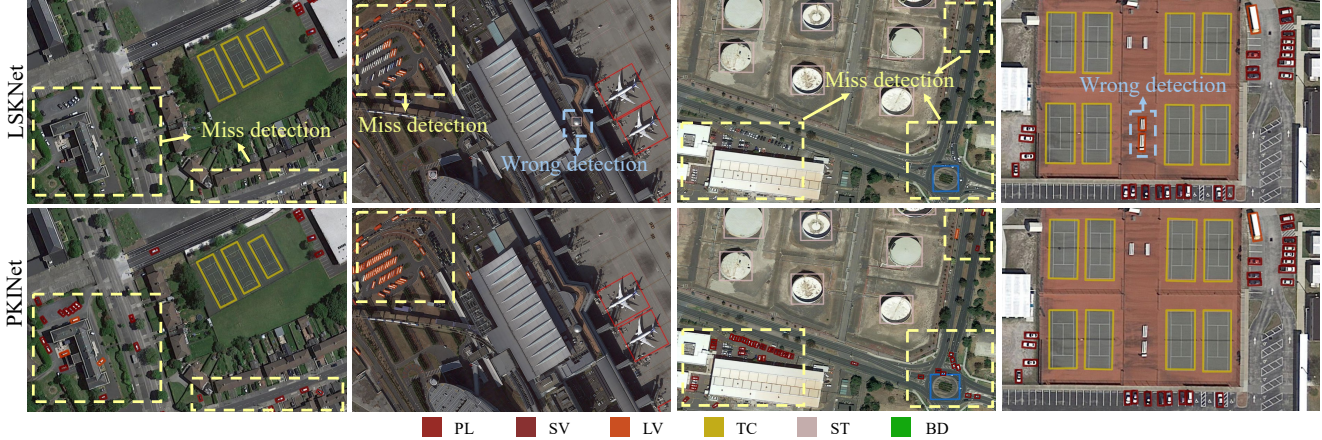 LSKNet
Miss detection
Miss detection
Wrong detection
Miss detection
Wrong detection
PKINet
PL SV LV TC ST BD